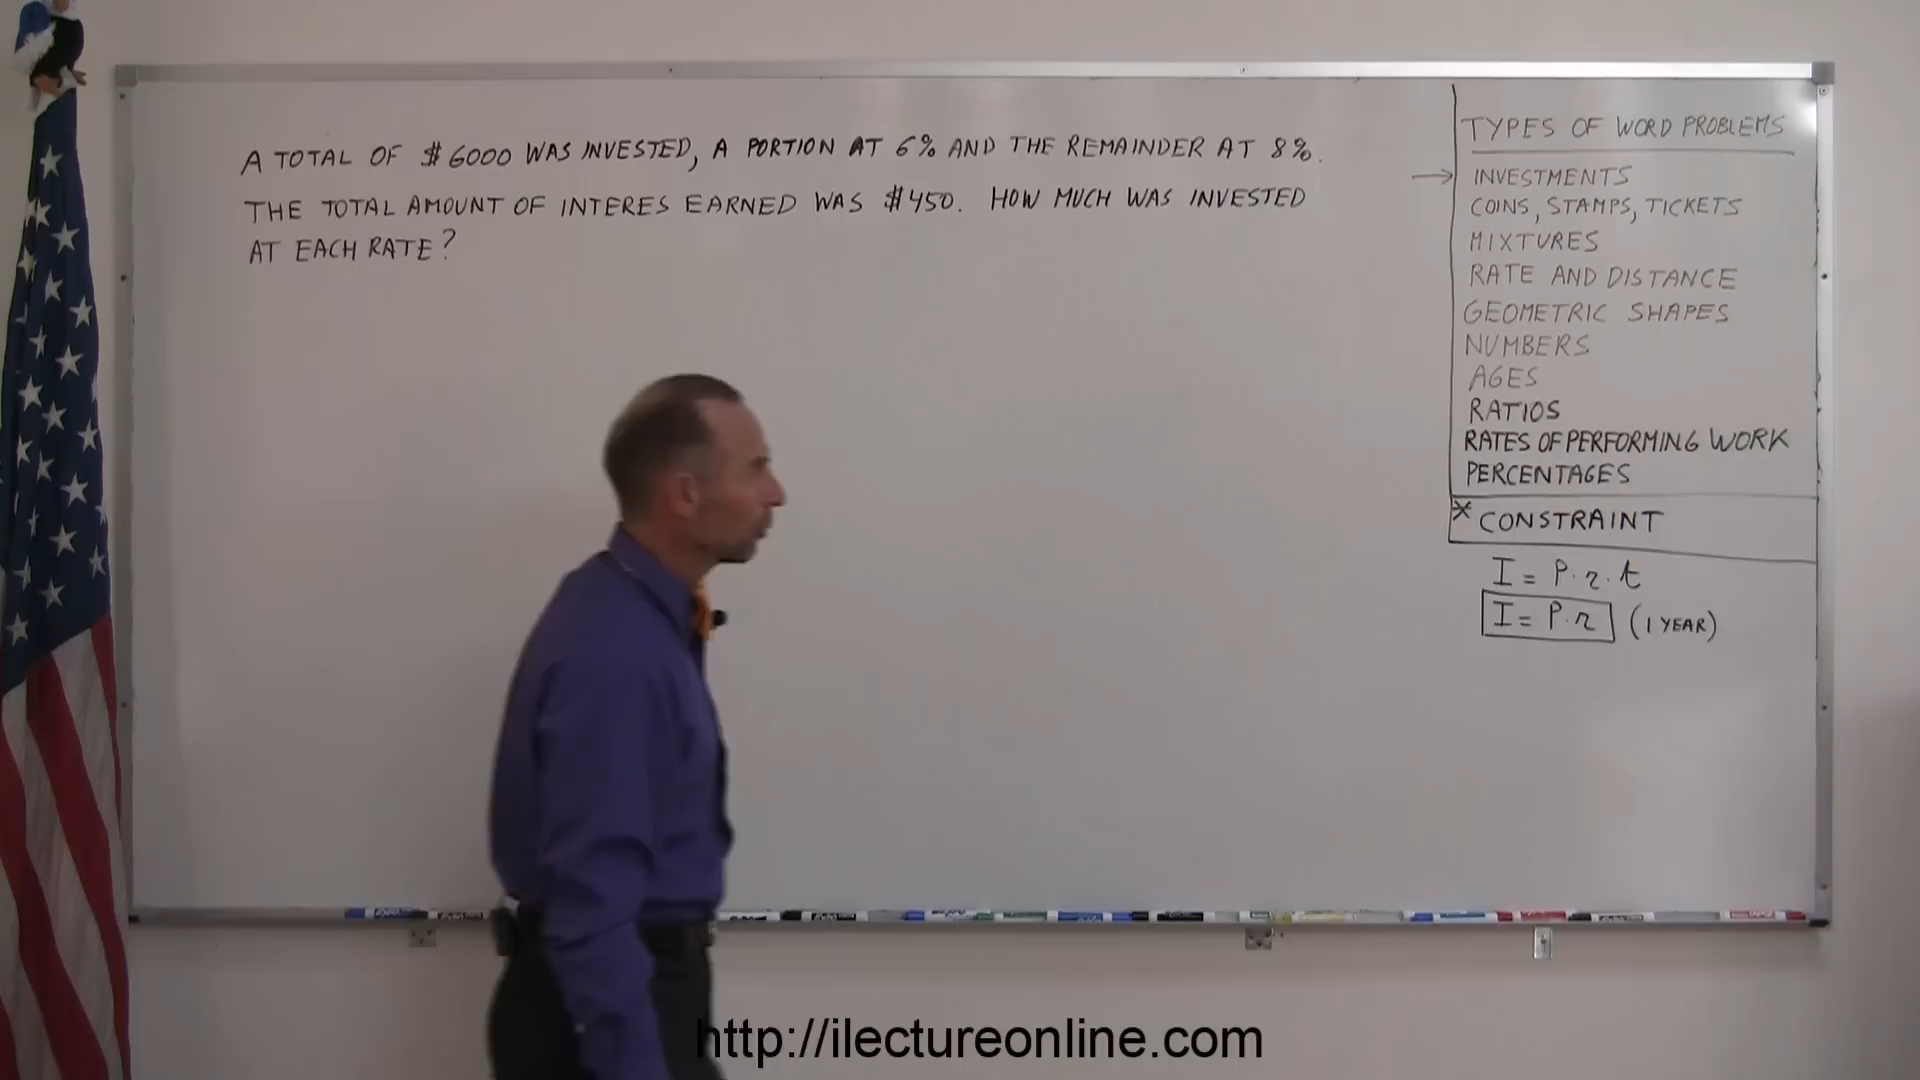 A TOTAL OF $6000 WAS INVESTED, A PORTION AT 6% AND THE REMAINDER AT 8%.
THE TOTAL AMOUNT OF INTERES EARNED WAS $450. HOW MUCH WAS INVESTED
AT EACH RATE?
TYPES OF WORD PROBLEMS
→ INVESTMENTS
COINS, STAMPS, TICKETS
MIXTURES
RATE AND DISTANCE
GEOMETRIC SHAPES
NUMBERS
AGES
RATIOS
RATES OF PERFORMING WORK
PERCENTAGES
* CONSTRAINT
I = P·r·t
I = P·r (1 YEAR)
http://ilectureonline.com